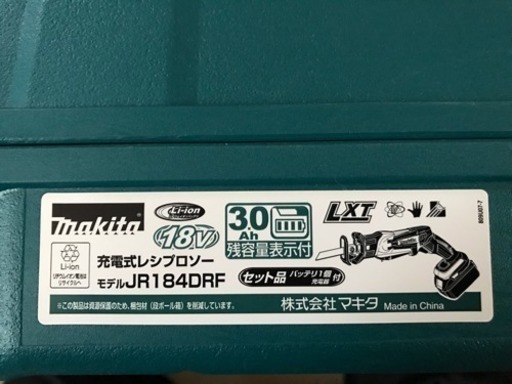 makita
Li-ion
18V
30
Ah
残容量表示付
LXT
Li-ion
リチウムイオン電池は
リサイクルへ
充電式レシプロソー
モデルJR184DRF
セット品 バッテリ1個 充電器 付
※この製品は資源保護のため、梱包材(段ボール箱)を削減しています。
株式会社マキタ Made in China